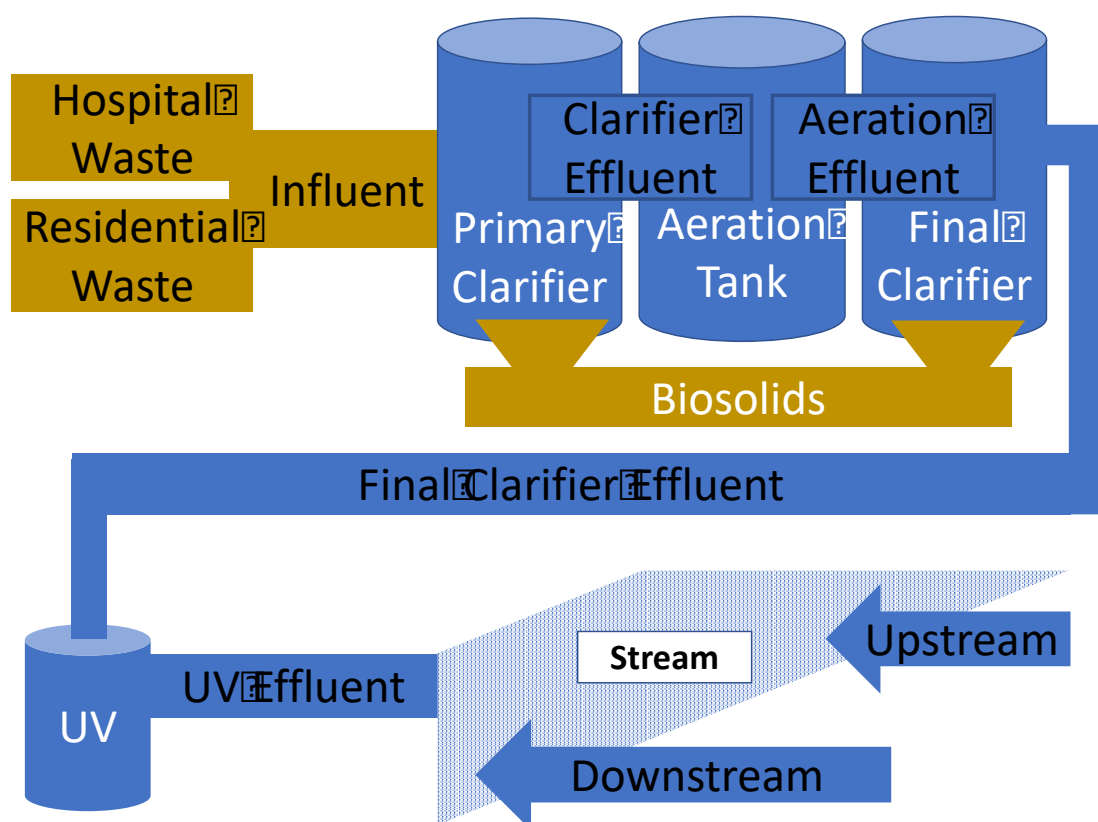 Hospital
Waste
Residential
Waste
Influent
Clarifier
Effluent
Aeration
Effluent
Primary
Clarifier
Aeration
Tank
Final
Clarifier
Biosolids
Final Clarifier Effluent
Stream
Upstream
UV Effluent
UV
Downstream